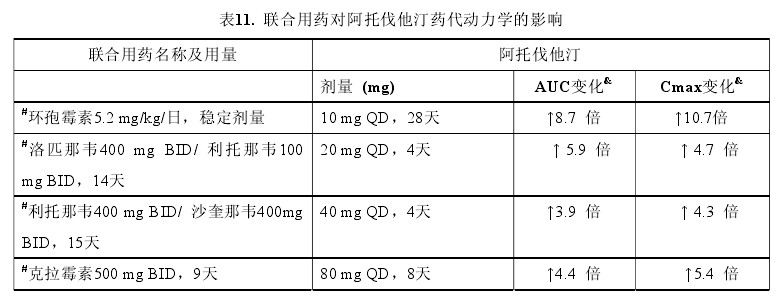 表11. 联合用药对阿托伐他汀药代动力学的影响
联合用药名称及用量 阿托伐他汀
剂量 (mg) AUC变化& Cmax变化&
#环孢霉素5.2 mg/kg/日，稳定剂量 10 mg QD，28天 ↑8.7 倍 ↑10.7倍
#洛匹那韦400 mg BID/ 利托那韦100 20 mg QD，4天 ↑ 5.9 倍 ↑ 4.7 倍
mg BID，14天
#利托那韦400 mg BID/ 沙奎那韦400mg 40 mg QD，4天 ↑3.9 倍 ↑ 4.3 倍
BID，15天
#克拉霉素500 mg BID，9天 80 mg QD，8天 ↑4.4 倍 ↑5.4 倍